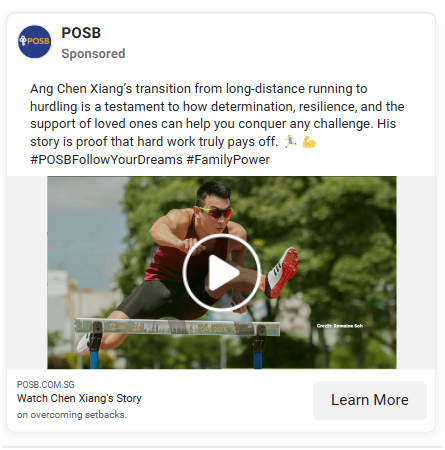 POSB
POSB
Sponsored
Ang Chen Xiang's transition from long-distance running to
hurdling is a testament to how determination, resilience, and the
support of loved ones can help you conquer any challenge. His
story is proof that hard work truly pays off. 🏃‍♂️ 💪
#POSBFollowYourDreams #FamilyPower
Credit: Romaine Soh
POSB.COM.SG
Watch Chen Xiang's Story
on overcoming setbacks.
Learn More